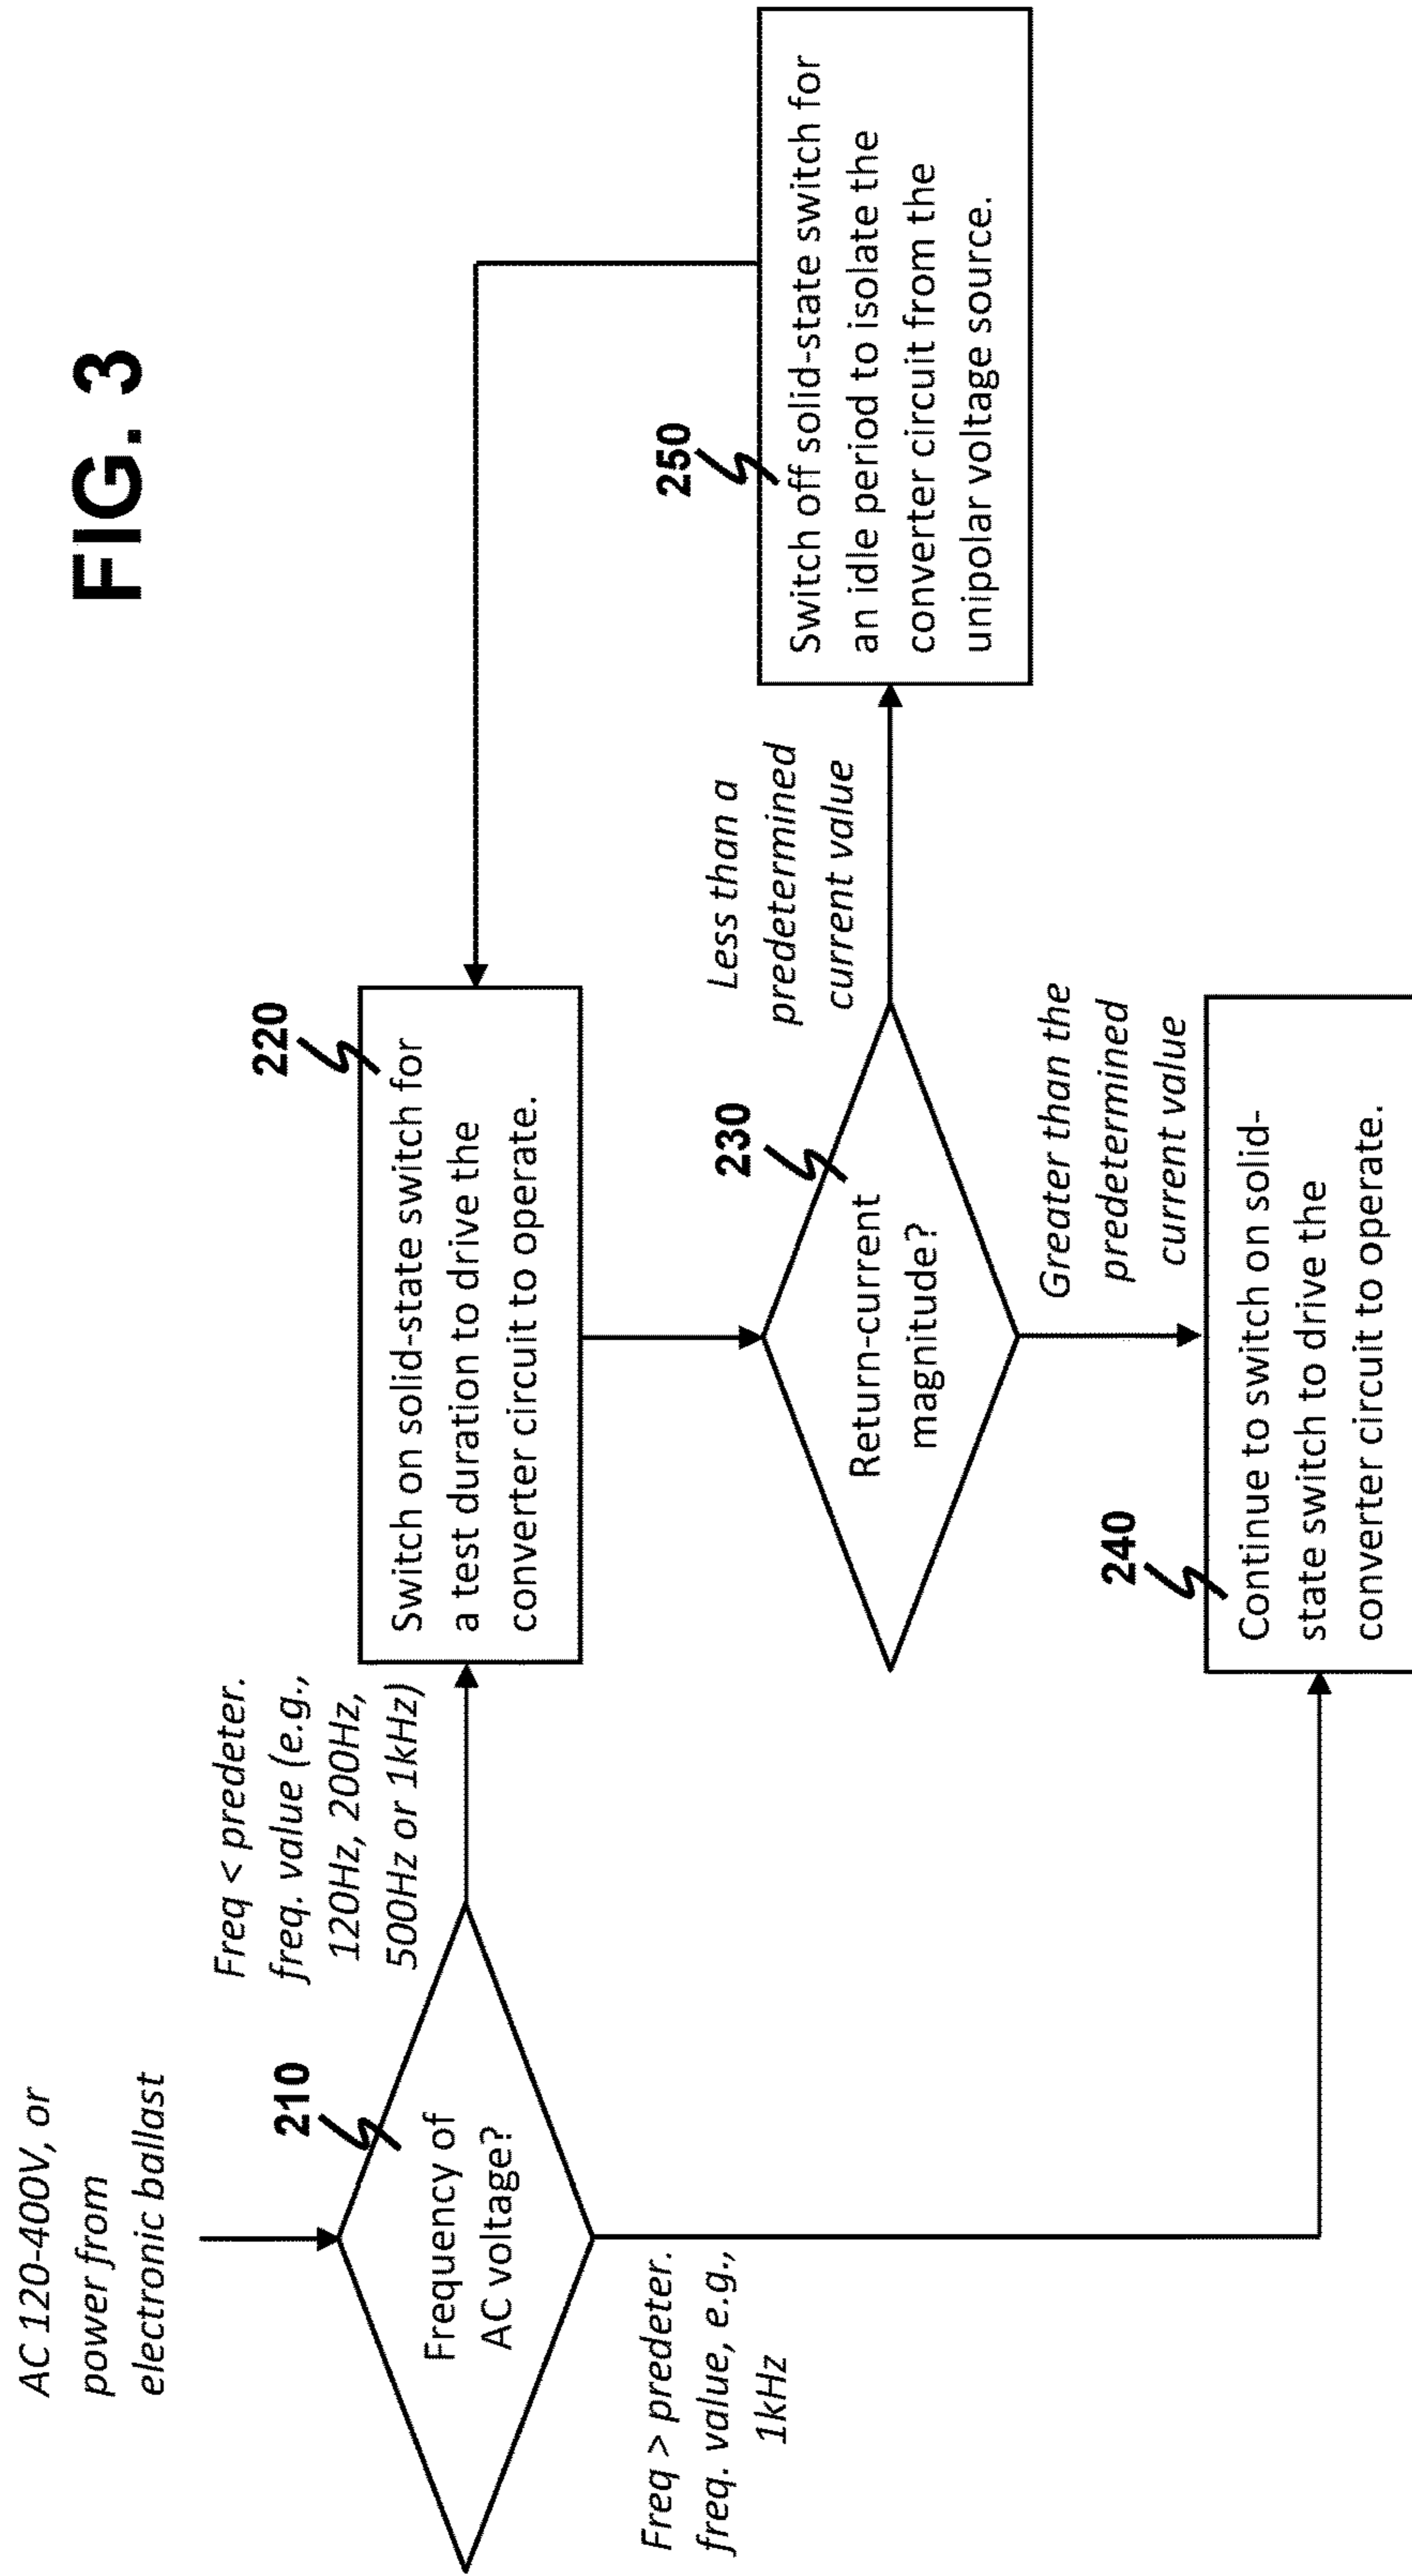 FIG. 3
AC 120-400V, or
power from
electronic ballast
210
Frequency of
AC voltage?
Freq < predeter.
freq. value (e.g.,
120Hz, 200Hz,
500Hz or 1kHz)
Freq > predeter.
freq. value, e.g.,
1kHz
220
Switch on solid-state switch for
a test duration to drive the
converter circuit to operate.
230
Return-current
magnitude?
Less than a
predetermined
current value
Greater than the
predetermined
current value
240
Continue to switch on solid-
state switch to drive the
converter circuit to operate.
250
Switch off solid-state switch for
an idle period to isolate the
converter circuit from the
unipolar voltage source.